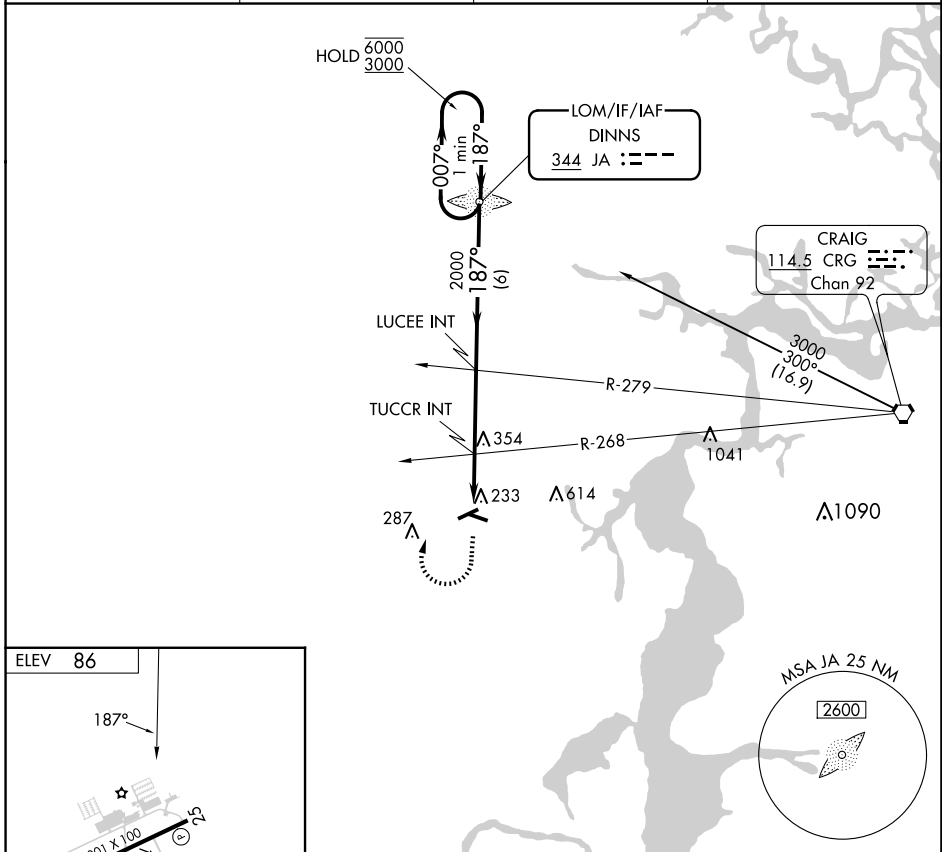 HOLD 6000
3000
LOM/IF/IAF
DINNS
344 JA
007°
1 min
187°
CRAIG
114.5 CRG
Chan 92
2000
187°
(6)
LUCEE INT
3000
300°
(16.9)
R-279
TUCCR INT
354
R-268
1041
233
614
287
1090
ELEV 86
187°
25
MSA JA 25 NM
2600